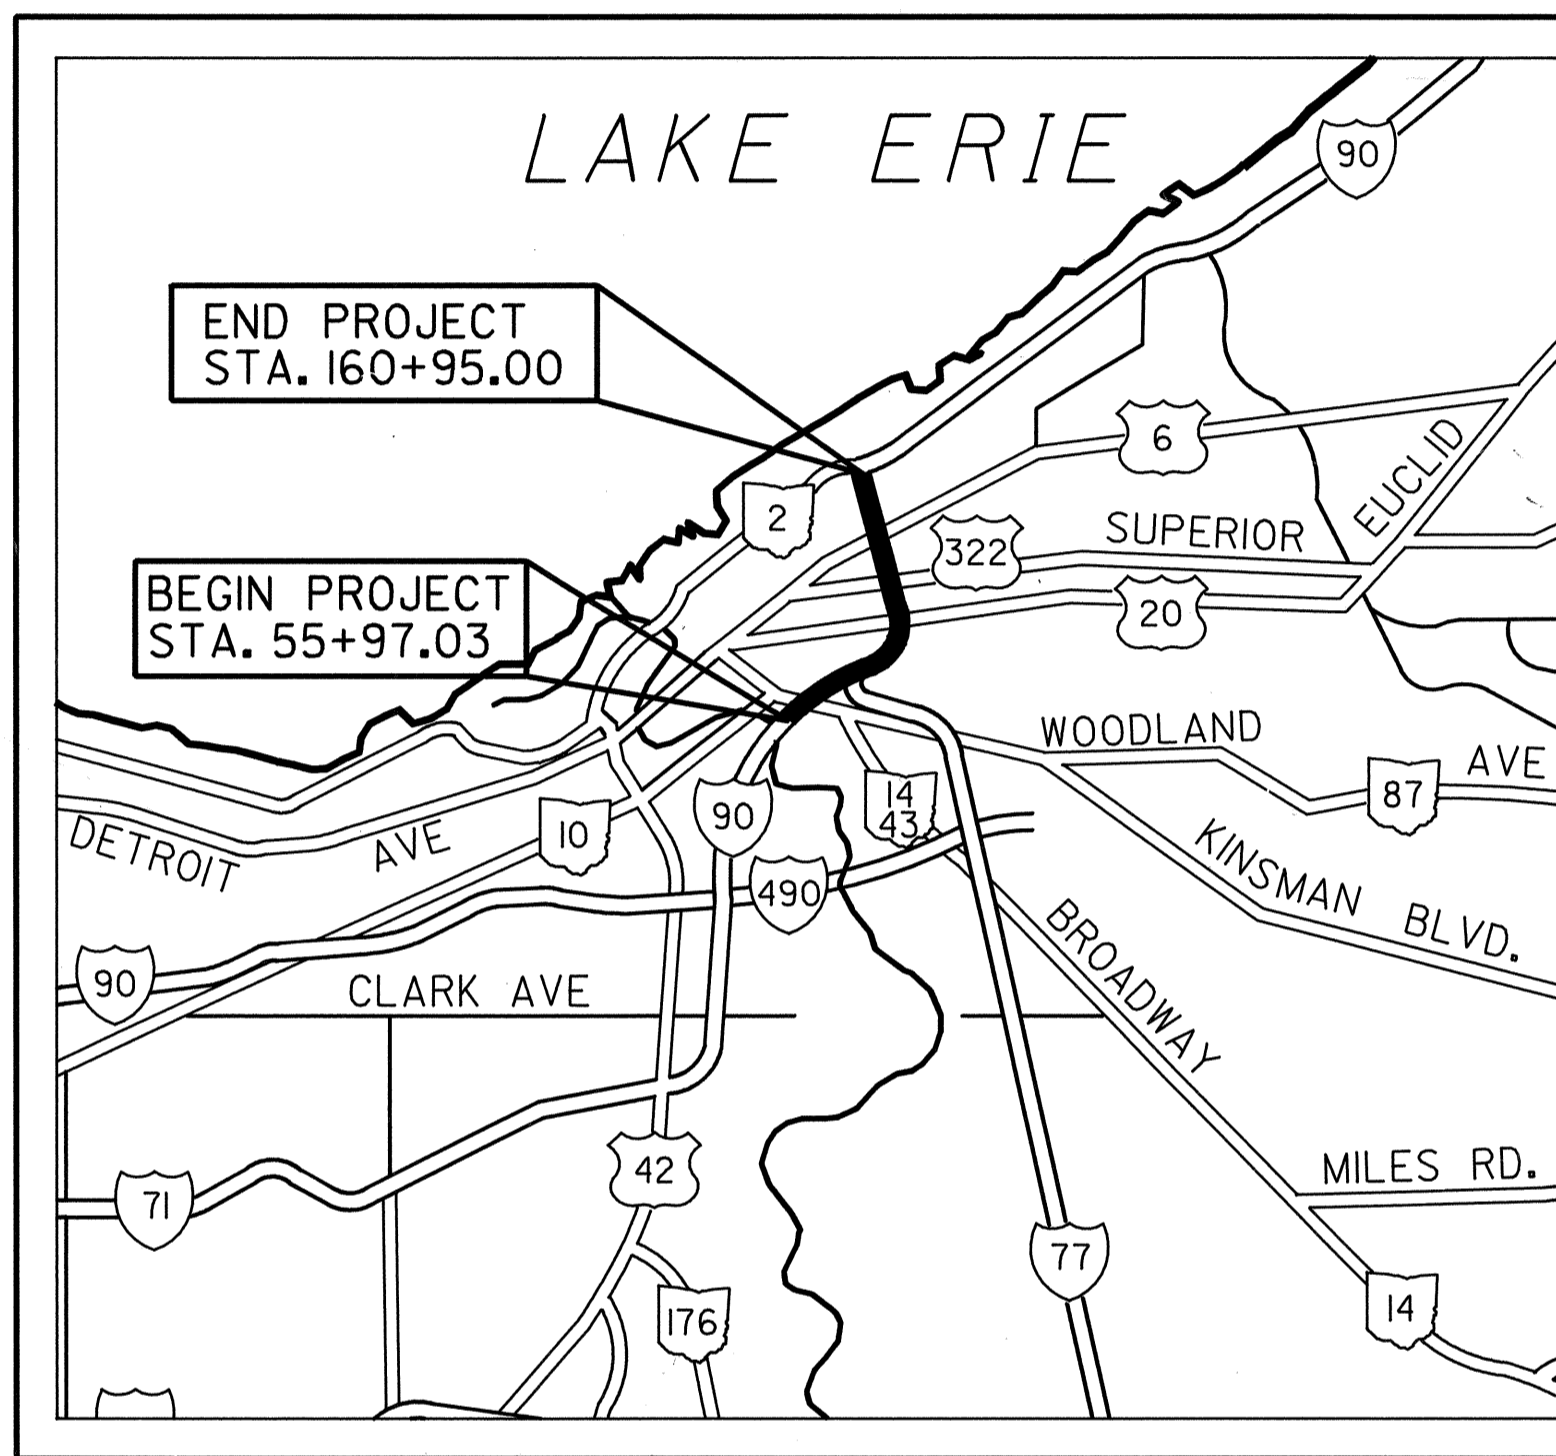 LAKE ERIE
90
END PROJECT
STA. 160+95.00
6
EUCLID
2
SUPERIOR
322
BEGIN PROJECT
STA. 55+97.03
20
WOODLAND AVE
87
14
43
90
10
DETROIT AVE
KINSMAN BLVD.
490
BROADWAY
90
CLARK AVE
MILES RD.
42
71
77
14
176